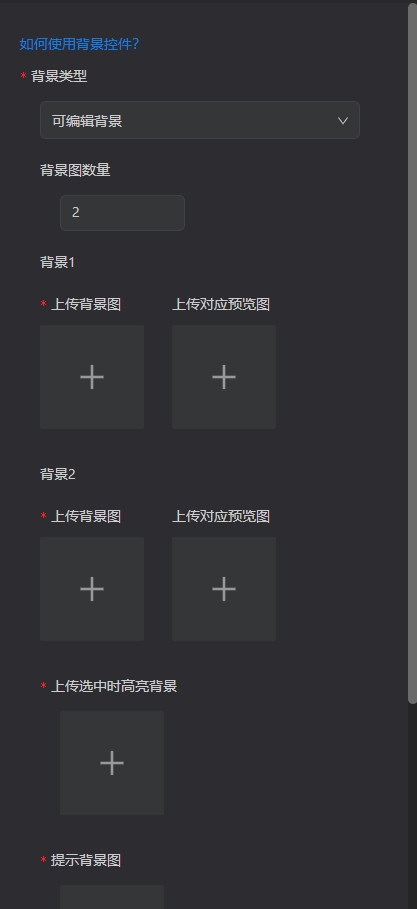 如何使用背景控件?
* 背景类型
可编辑背景
背景图数量
2
背景1
* 上传背景图 上传对应预览图
背景2
* 上传背景图 上传对应预览图
* 上传选中时高亮背景
* 提示背景图